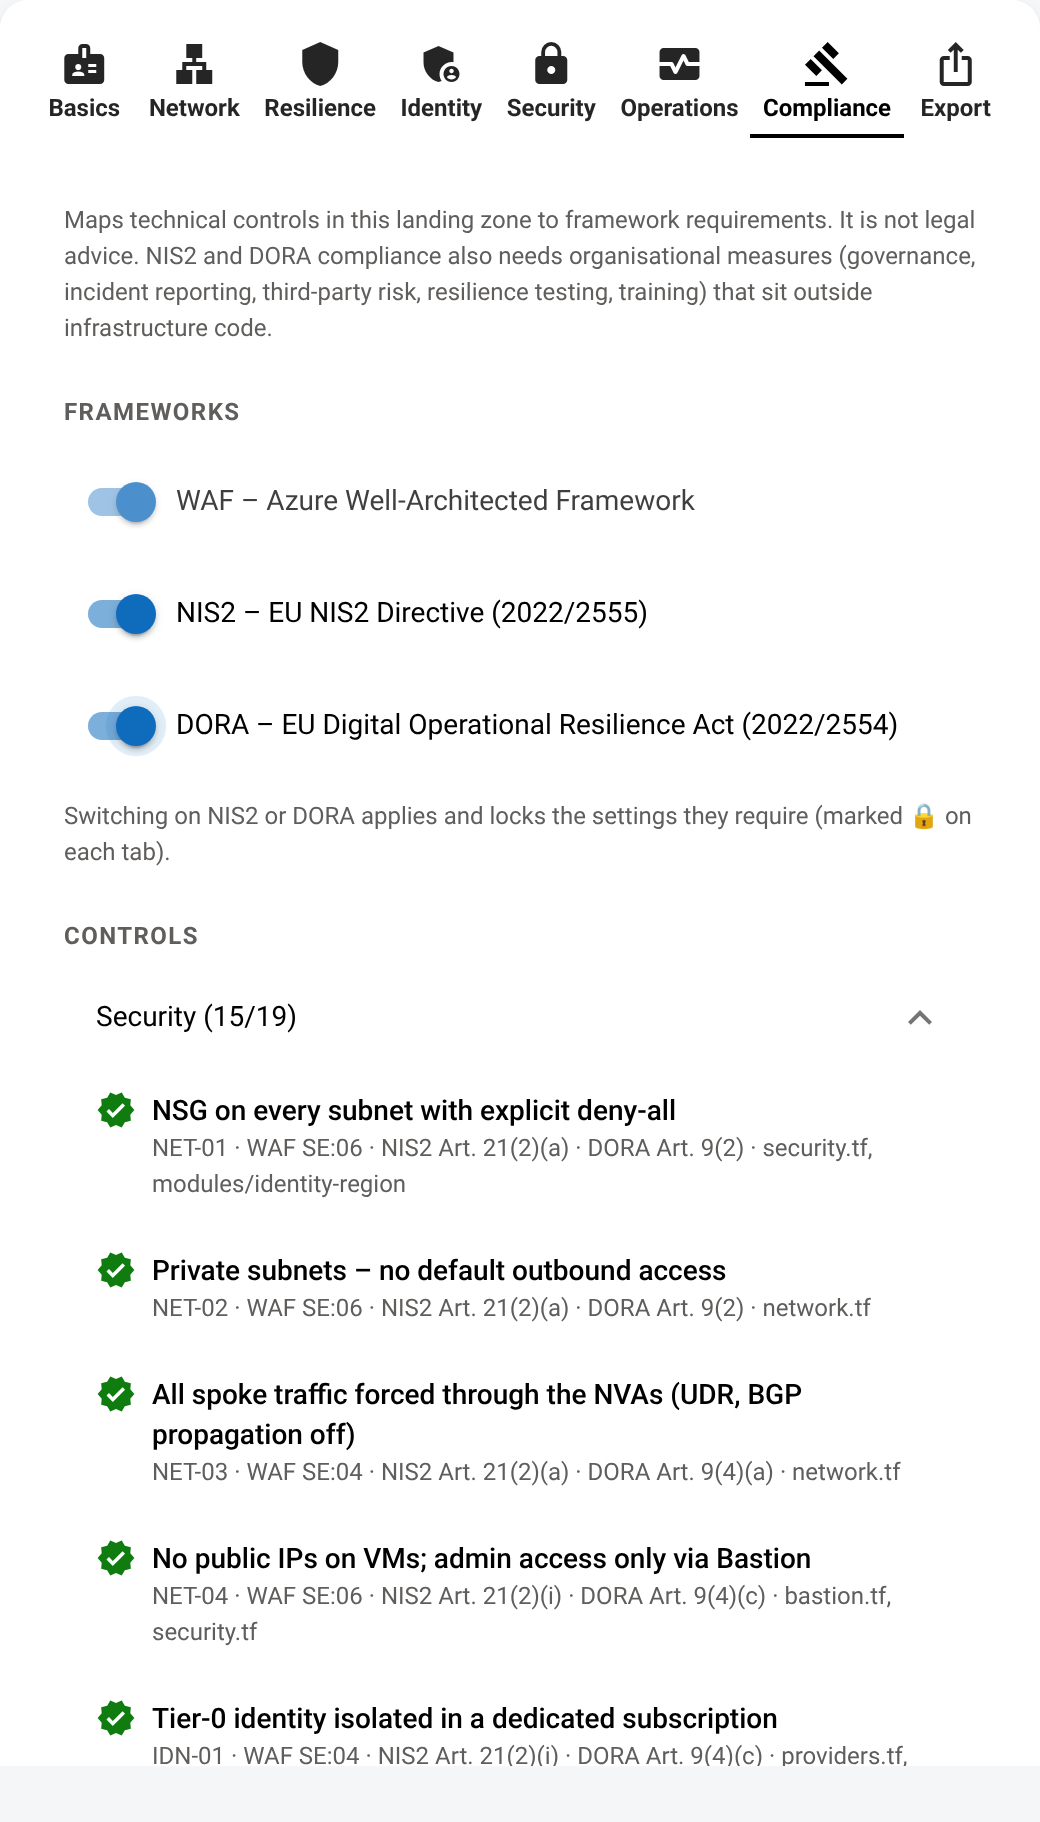 Basics Network Resilience Identity Security Operations Compliance Export
Maps technical controls in this landing zone to framework requirements. It is not legal
advice. NIS2 and DORA compliance also needs organisational measures (governance,
incident reporting, third-party risk, resilience testing, training) that sit outside
infrastructure code.
FRAMEWORKS
WAF – Azure Well-Architected Framework
NIS2 – EU NIS2 Directive (2022/2555)
DORA – EU Digital Operational Resilience Act (2022/2554)
Switching on NIS2 or DORA applies and locks the settings they require (marked 🔒 on
each tab).
CONTROLS
Security (15/19)
NSG on every subnet with explicit deny-all
NET-01 · WAF SE:06 · NIS2 Art. 21(2)(a) · DORA Art. 9(2) · security.tf,
modules/identity-region
Private subnets – no default outbound access
NET-02 · WAF SE:06 · NIS2 Art. 21(2)(a) · DORA Art. 9(2) · network.tf
All spoke traffic forced through the NVAs (UDR, BGP
propagation off)
NET-03 · WAF SE:04 · NIS2 Art. 21(2)(a) · DORA Art. 9(4)(a) · network.tf
No public IPs on VMs; admin access only via Bastion
NET-04 · WAF SE:06 · NIS2 Art. 21(2)(i) · DORA Art. 9(4)(c) · bastion.tf,
security.tf
Tier-0 identity isolated in a dedicated subscription
IDN-01 · WAF SE:04 · NIS2 Art. 21(2)(i) · DORA Art. 9(4)(c) · providers.tf,